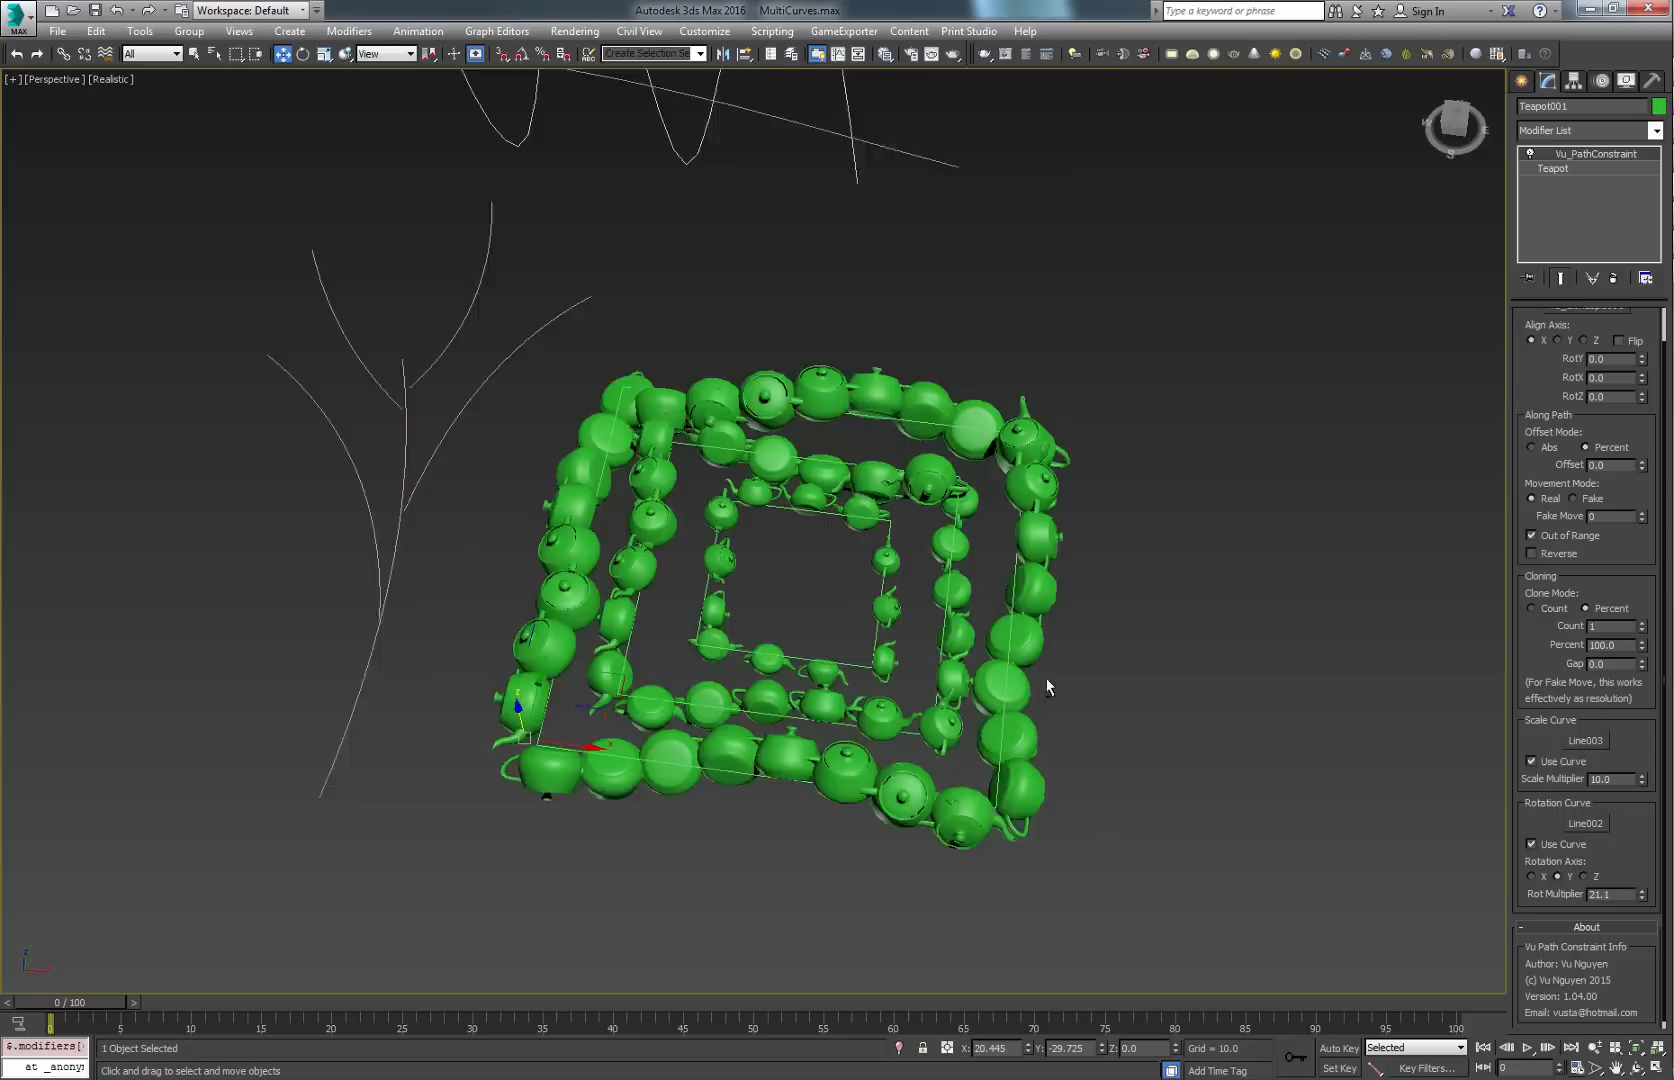 Workspace: Default
Autodesk 3ds Max 2016 MultiCurves.max
Type a keyword or phrase
Sign In
MAX
File Edit Tools Group Views Create Modifiers Animation Graph Editors Rendering Civil View Customize Scripting GameExporter Content Print Studio Help
All
View
Create Selection Se
[+][Perspective][Realistic]
W
E
S
Teapot001
Modifier List
Vu_PathConstraint
Teapot
Align Axis:
X Y Z Flip
RotY 0.0
RotX 0.0
RotZ 0.0
Along Path
Offset Mode:
Abs Percent
Offset 0.0
Movement Mode:
Real Fake
Fake Move 0
Out of Range
Reverse
Cloning
Clone Mode:
Count Percent
Count 1
Percent 100.0
Gap 0.0
(For Fake Move, this works
effectively as resolution)
Scale Curve
Line003
Use Curve
Scale Multiplier 10.0
Rotation Curve
Line002
Use Curve
Rotation Axis:
X Y Z
Rot Multiplier 21.1
- About
Vu Path Constraint Info
Author: Vu Nguyen
(c) Vu Nguyen 2015
Version: 1.04.00
Email: vusta@hotmail.com
z
x
z
< 0 / 100 >
0 5 10 15 20 25 30 35 40 45 50 55 60 65 70 75 80 85 90 95 100
$.modifiers[
at _anony
1 Object Selected
X: 20.445 Y: -29.725 Z: 0.0
Grid = 10.0
Auto Key Selected
Click and drag to select and move objects
Add Time Tag
Set Key Key Filters...
0